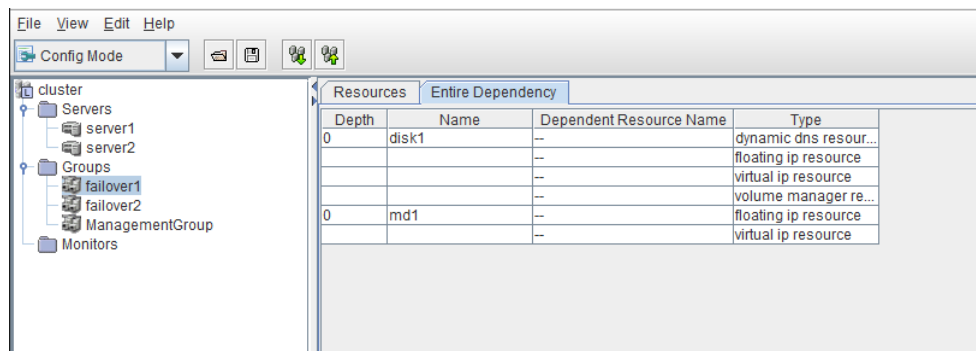 File View Edit Help
Config Mode
cluster
Servers
server1
server2
Groups
failover1
failover2
ManagementGroup
Monitors
Resources Entire Dependency
Depth Name Dependent Resource Name Type
0 disk1 -- dynamic dns resour...
-- floating ip resource
-- virtual ip resource
-- volume manager re...
0 md1 -- floating ip resource
-- virtual ip resource